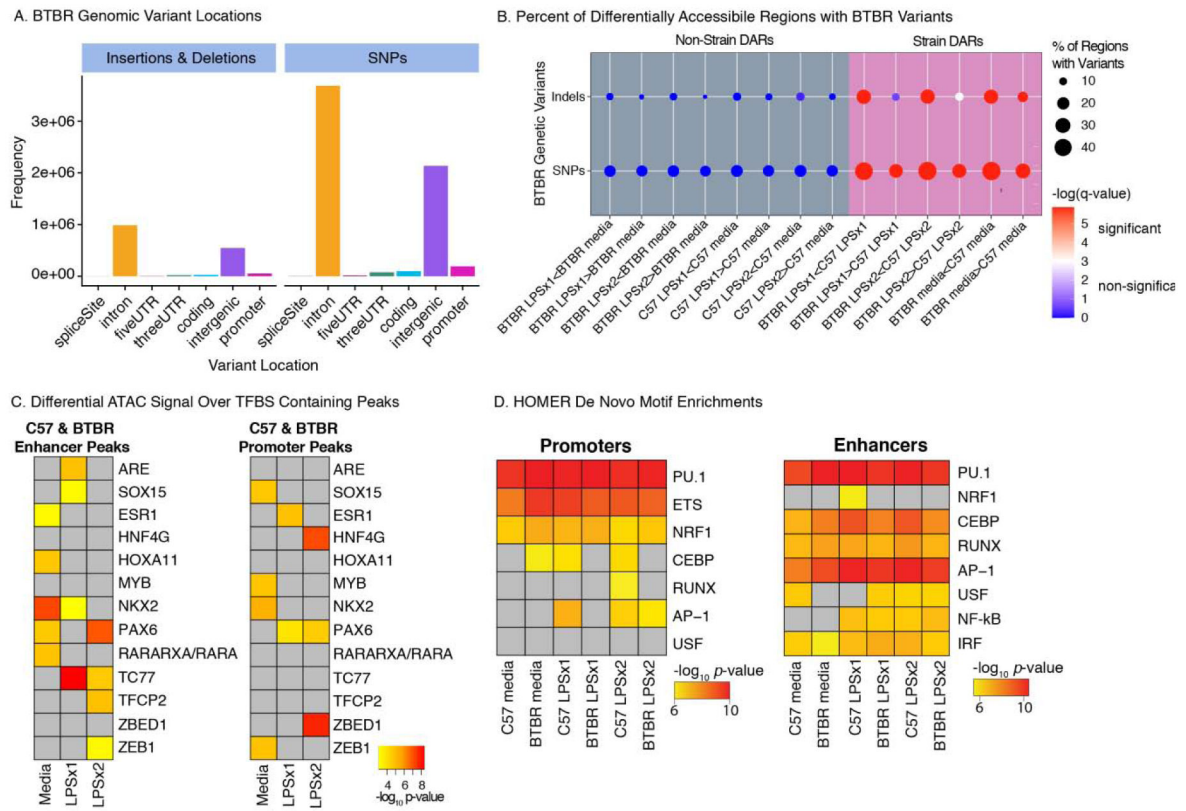 A. BTBR Genomic Variant Locations
Insertions & Deletions
SNPs
Frequency
3e+06
2e+06
1e+06
0e+00
spliceSite
intron
fiveUTR
threeUTR
coding
intergenic
promoter
spliceSite
intron
fiveUTR
threeUTR
coding
intergenic
promoter
Variant Location
B. Percent of Differentially Accessibile Regions with BTBR Variants
Non-Strain DARs
Strain DARs
BTBR Genetic Variants
Indels
SNPs
BTBR LPSx1<BTBR media
BTBR LPSx1>BTBR media
BTBR LPSx2<BTBR media
BTBR LPSx2>BTBR media
C57 LPSx1<C57 media
C57 LPSx1>C57 media
C57 LPSx2<C57 media
C57 LPSx2>C57 media
BTBR LPSx1<C57 LPSx1
BTBR LPSx1>C57 LPSx1
BTBR LPSx2<C57 LPSx2
BTBR LPSx2>C57 LPSx2
BTBR media<C57 media
BTBR media>C57 media
% of Regions
with Variants
10
20
30
40
-log(q-value)
5
4
3
2
1
0
significant
non-significa
C. Differential ATAC Signal Over TFBS Containing Peaks
C57 & BTBR
Enhancer Peaks
ARE
SOX15
ESR1
HNF4G
HOXA11
MYB
NKX2
PAX6
RARARXA/RARA
TC77
TFCP2
ZBED1
ZEB1
Media
LPSx1
LPSx2
C57 & BTBR
Promoter Peaks
ARE
SOX15
ESR1
HNF4G
HOXA11
MYB
NKX2
PAX6
RARARXA/RARA
TC77
TFCP2
ZBED1
ZEB1
Media
LPSx1
LPSx2
4 6 8
-log10 p-value
D. HOMER De Novo Motif Enrichments
Promoters
PU.1
ETS
NRF1
CEBP
RUNX
AP-1
USF
C57 media
BTBR media
C57 LPSx1
BTBR LPSx1
C57 LPSx2
BTBR LPSx2
-log10 p-value
6 10
Enhancers
PU.1
NRF1
CEBP
RUNX
AP-1
USF
NF-kB
IRF
C57 media
BTBR media
C57 LPSx1
BTBR LPSx1
C57 LPSx2
BTBR LPSx2
-log10 p-value
6 10